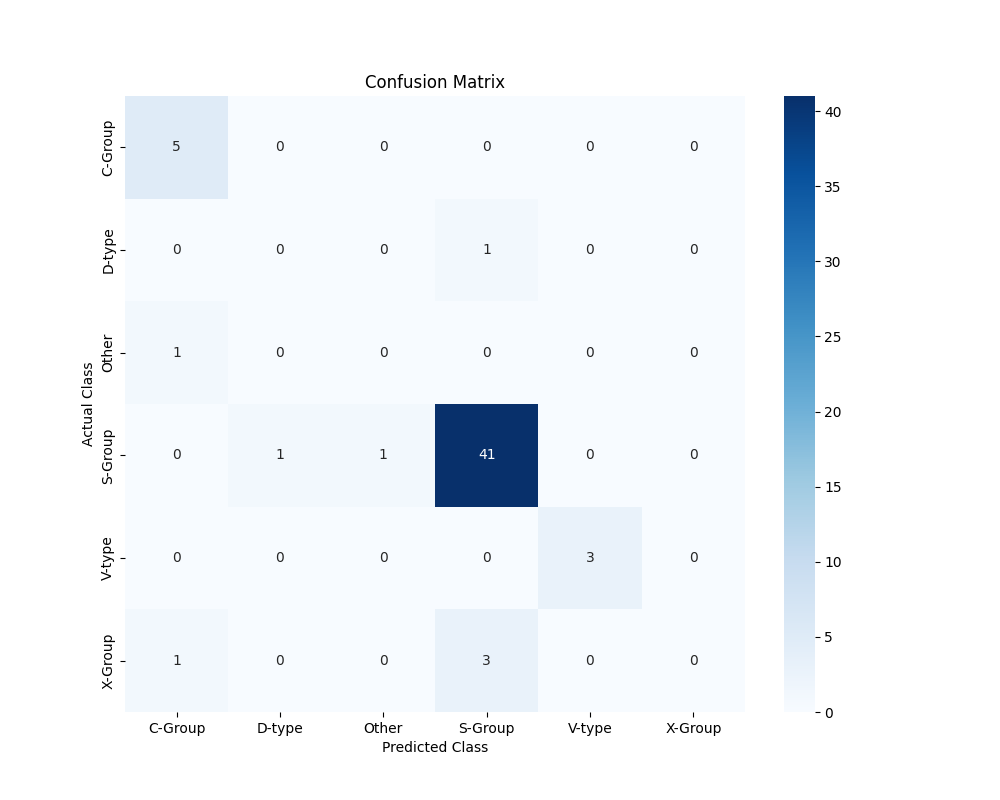 Confusion Matrix
C-Group 5 0 0 0 0 0
D-type 0 0 0 1 0 0
Other 1 0 0 0 0 0
S-Group 0 1 1 41 0 0
V-type 0 0 0 0 3 0
X-Group 1 0 0 3 0 0
Actual Class
C-Group D-type Other S-Group V-type X-Group
Predicted Class
40
35
30
25
20
15
10
5
0